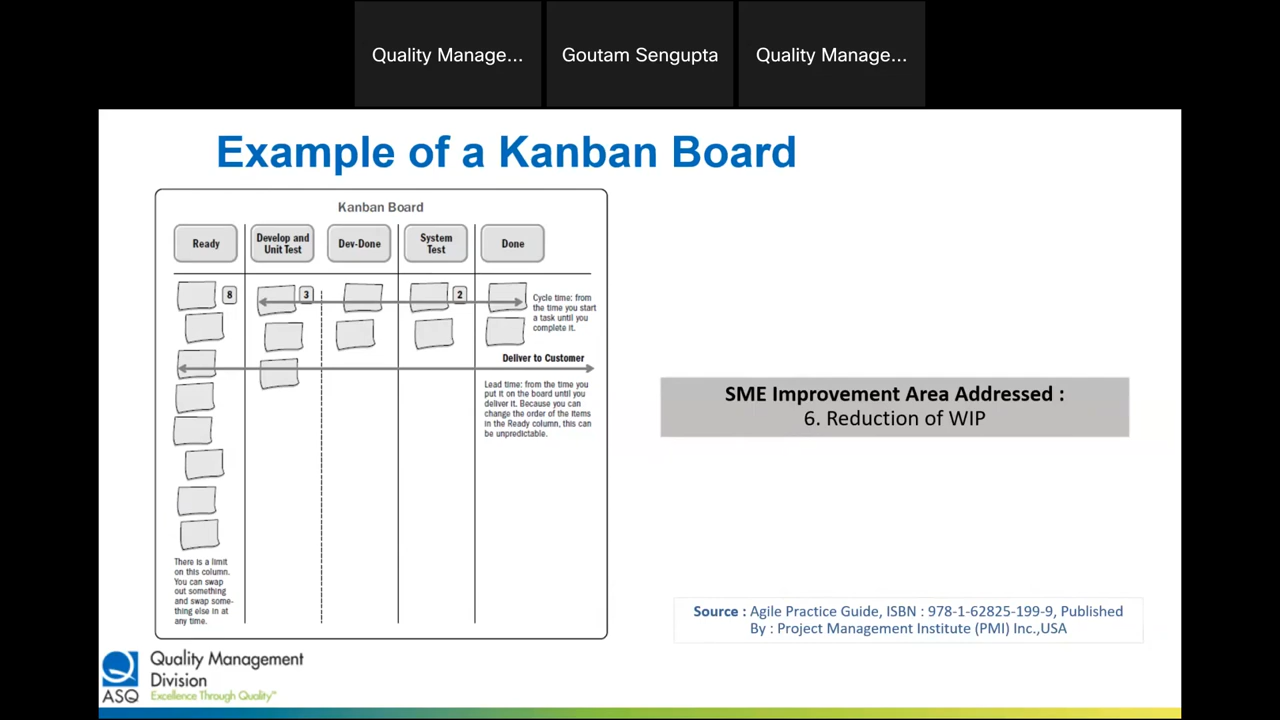 Quality Manage...
Goutam Sengupta
Quality Manage...
Example of a Kanban Board
Kanban Board
Ready
Develop and
Unit Test
Dev-Done
System
Test
Done
8
3
2
Cycle time: from
the time you start
a task until you
complete it.
Deliver to Customer
Lead time: from the time you
put it on the board until you
deliver it. Because you can
change the order of the items
in the Ready column, this can
be unpredictable.
There is a limit
on this column.
You can swap
out something
and swap some-
thing else in at
any time.
SME Improvement Area Addressed :
6. Reduction of WIP
Source : Agile Practice Guide, ISBN : 978-1-62825-199-9, Published
By : Project Management Institute (PMI) Inc.,USA
ASQ
Quality Management
Division
Excellence Through Quality™